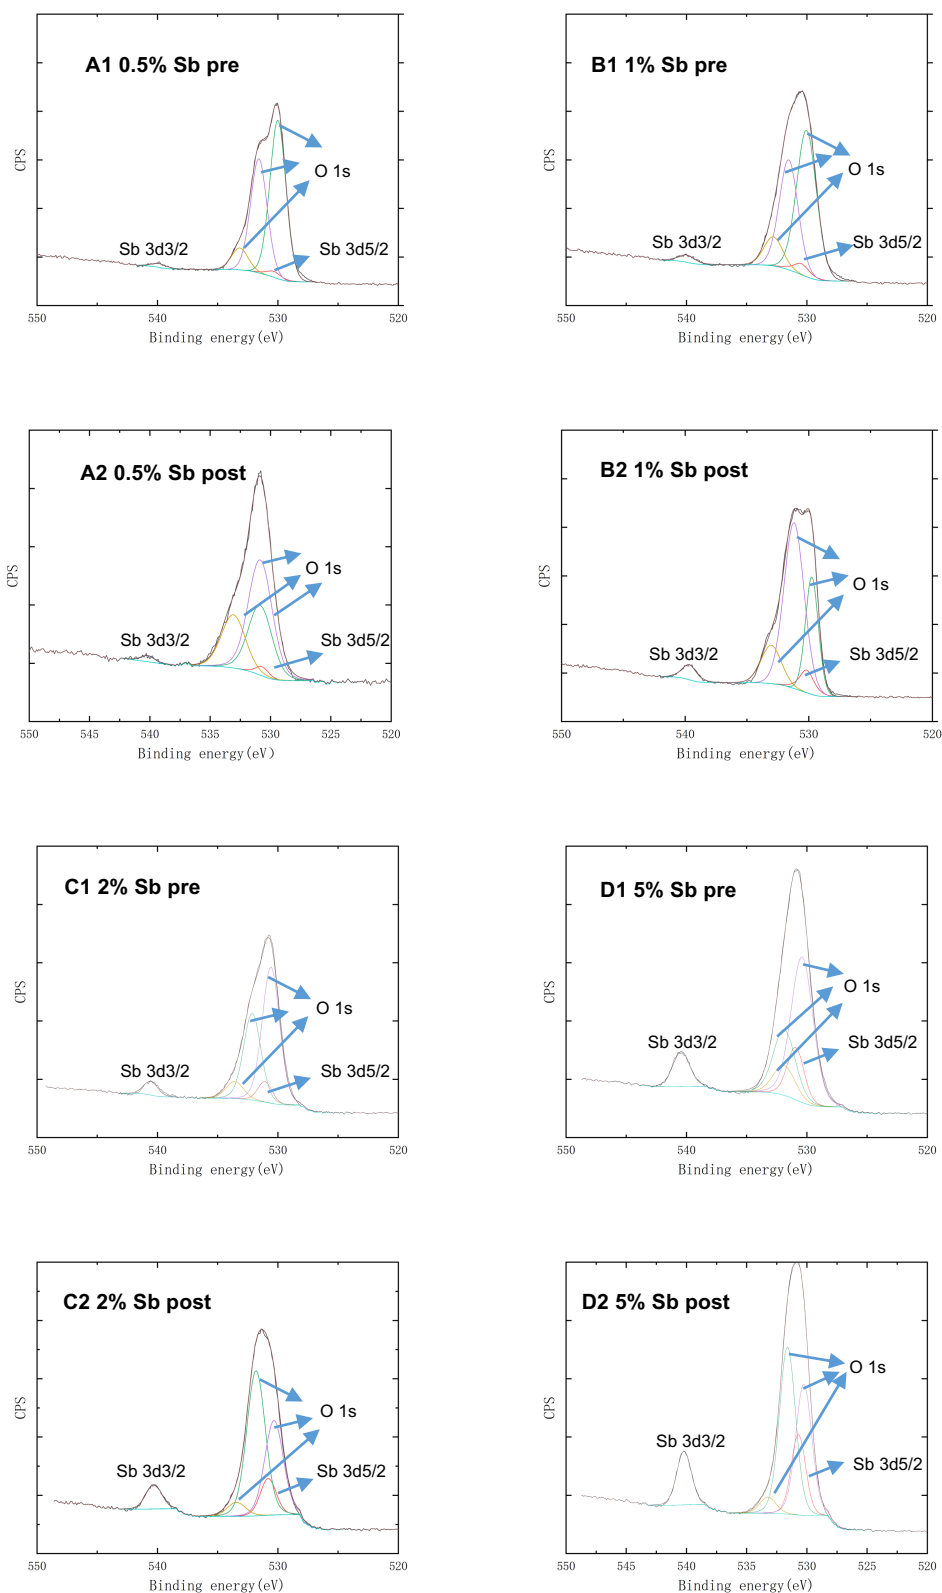 A1 0.5% Sb pre
CPS
O 1s
Sb 3d3/2
Sb 3d5/2
550 540 530 520
Binding energy(eV)
B1 1% Sb pre
CPS
O 1s
Sb 3d3/2
Sb 3d5/2
550 540 530 520
Binding energy(eV)
A2 0.5% Sb post
CPS
O 1s
Sb 3d3/2
Sb 3d5/2
550 545 540 535 530 525 520
Binding energy(eV)
B2 1% Sb post
CPS
O 1s
Sb 3d3/2
Sb 3d5/2
550 540 530 520
Binding energy(eV)
C1 2% Sb pre
CPS
O 1s
Sb 3d3/2
Sb 3d5/2
550 540 530 520
Binding energy(eV)
D1 5% Sb pre
CPS
O 1s
Sb 3d3/2
Sb 3d5/2
550 540 530 520
Binding energy(eV)
C2 2% Sb post
CPS
O 1s
Sb 3d3/2
Sb 3d5/2
550 540 530 520
Binding energy(eV)
D2 5% Sb post
CPS
O 1s
Sb 3d3/2
Sb 3d5/2
550 545 540 535 530 525 520
Binding energy(eV)